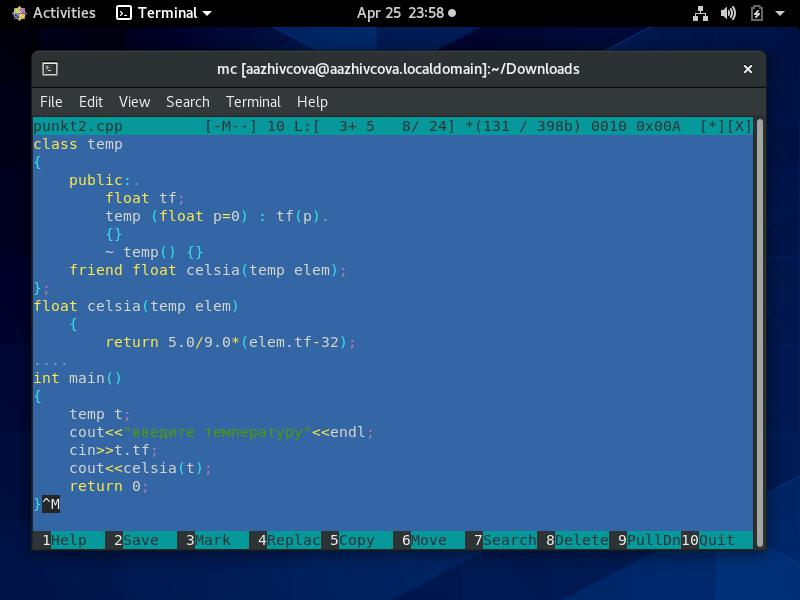 Activities Terminal Apr 25 23:58
mc [aazhivcova@aazhivcova.localdomain]:~/Downloads
File Edit View Search Terminal Help
punkt2.cpp [-M--] 10 L:[ 3+ 5 8/ 24] *(131 / 398b) 0010 0x00A [*][X]
class temp
{
public:.
float tf;
temp (float p=0) : tf(p).
{}
~ temp() {}
friend float celsia(temp elem);
};
float celsia(temp elem)
{
return 5.0/9.0*(elem.tf-32);
....
int main()
{
temp t;
cout<<"введите температуру"<<endl;
cin>>t.tf;
cout<<celsia(t);
return 0;
}^M
1Help 2Save 3Mark 4Replac 5Copy 6Move 7Search 8Delete 9PullDn 10Quit